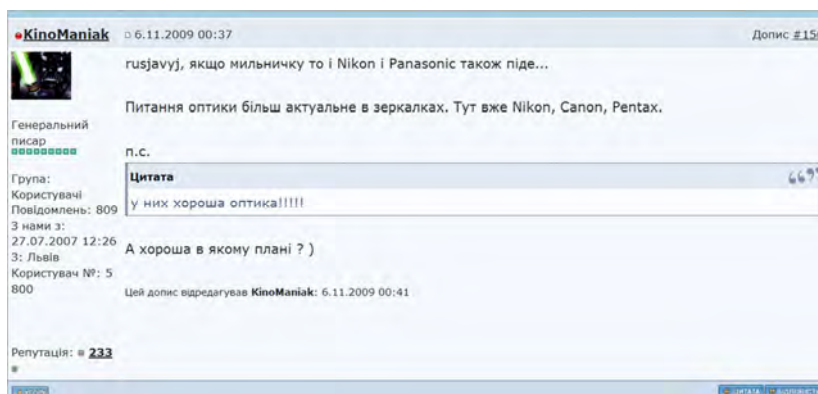 KinoManiak 6.11.2009 00:37 Допис #15
rusjavyj, якщо мильничку то і Nikon і Panasonic також піде...
Питання оптики більш актуальне в зеркалках. Тут вже Nikon, Canon, Pentax.
п.с.
Цитата
у них хороша оптика!!!!!
А хороша в якому плані ? )
Цей допис відредагував KinoManiak: 6.11.2009 00:41
Генеральний
писар
Група:
Користувачі
Повідомлень: 809
З нами з:
27.07.2007 12:26
З: Львів
Користувач №: 5
800
Репутація: 233